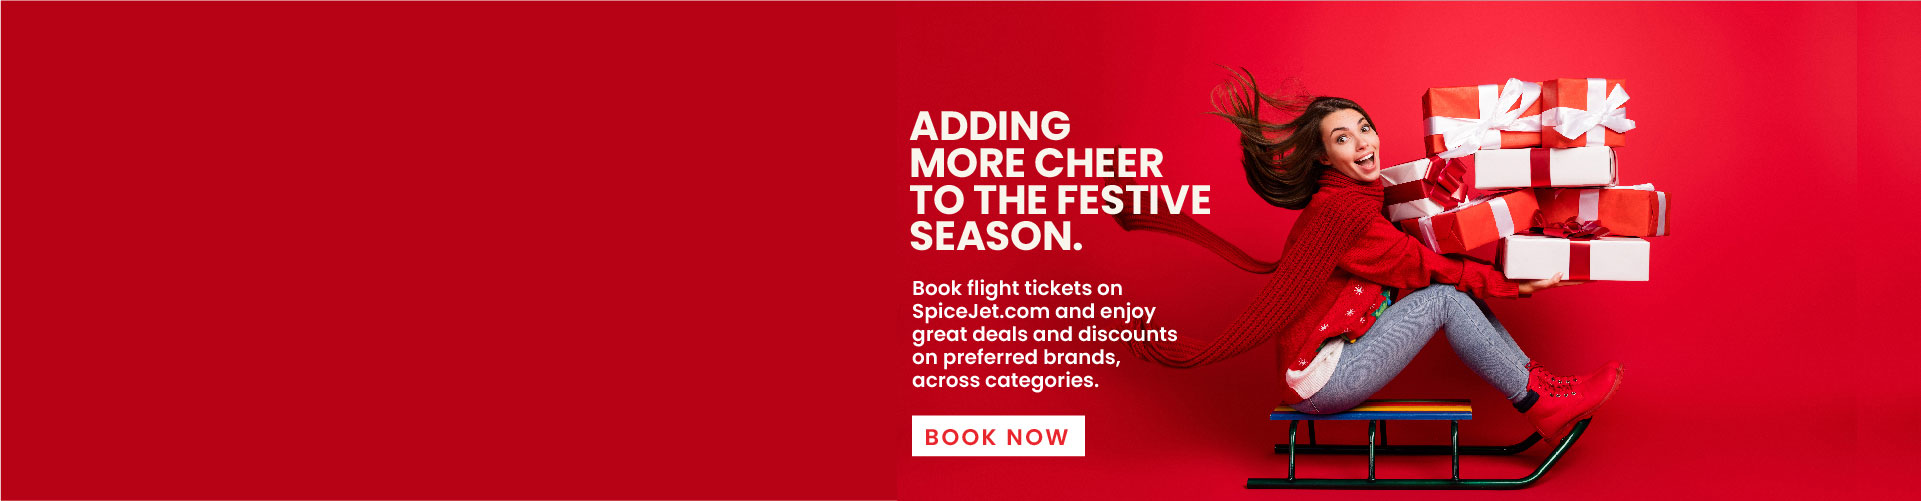 ADDING
MORE CHEER
TO THE FESTIVE
SEASON.
Book flight tickets on
SpiceJet.com and enjoy
great deals and discounts
on preferred brands,
across categories.
BOOK NOW